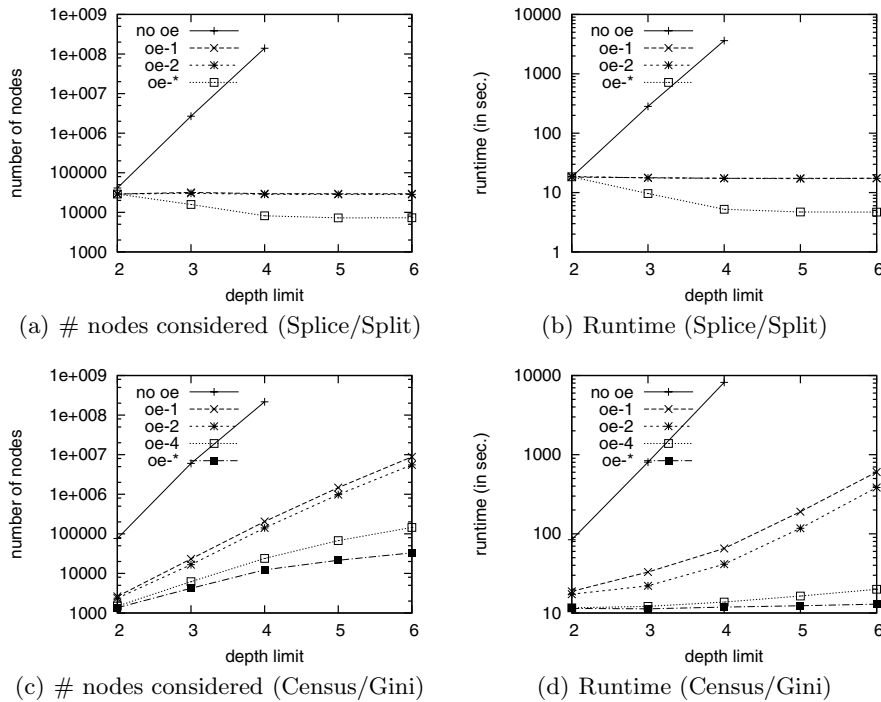 number of nodes
1e+009
1e+008
1e+007
1e+006
100000
10000
1000
no oe
oe-1
oe-2
oe-*
2 3 4 5 6
depth limit
(a) # nodes considered (Splice/Split)
runtime (in sec.)
10000
1000
100
10
1
no oe
oe-1
oe-2
oe-*
2 3 4 5 6
depth limit
(b) Runtime (Splice/Split)
number of nodes
1e+009
1e+008
1e+007
1e+006
100000
10000
1000
no oe
oe-1
oe-2
oe-4
oe-*
2 3 4 5 6
depth limit
(c) # nodes considered (Census/Gini)
runtime (in sec.)
10000
1000
100
10
no oe
oe-1
oe-2
oe-4
oe-*
2 3 4 5 6
depth limit
(d) Runtime (Census/Gini)